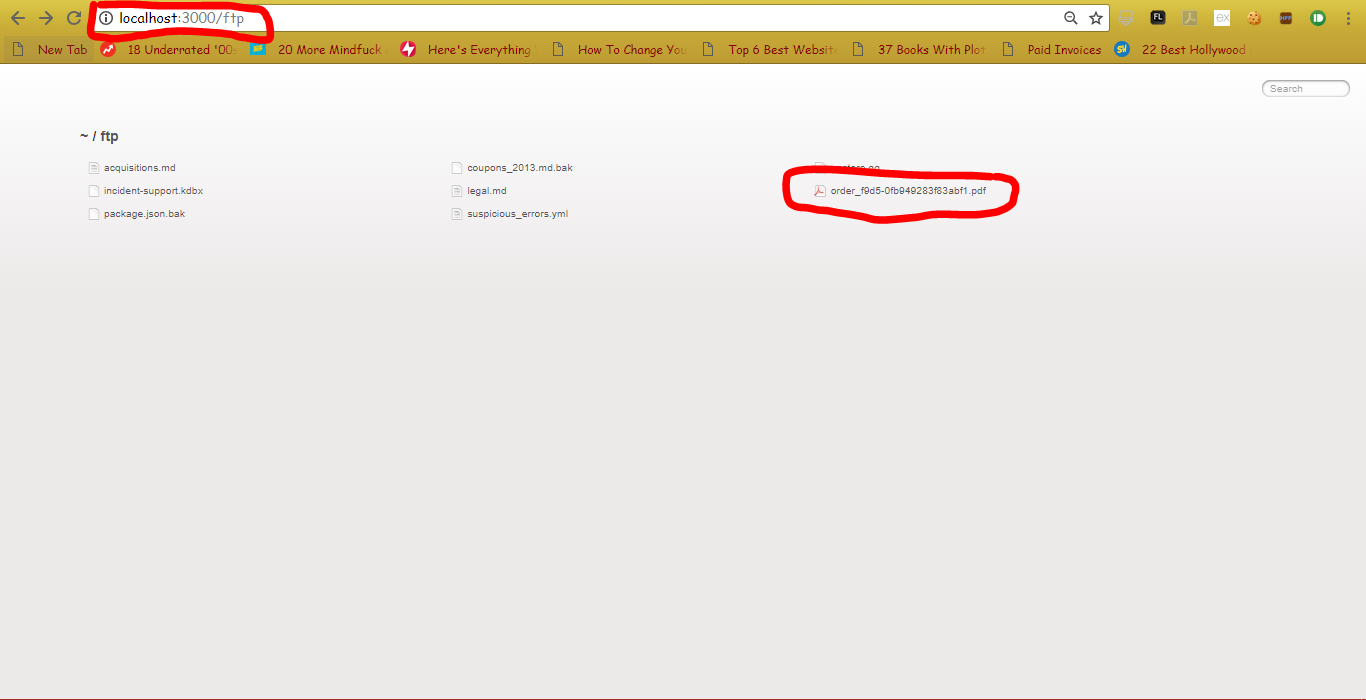 localhost:3000/ftp
New Tab 18 Underrated '00s 20 More Mindfuck Here's Everything How To Change You Top 6 Best Websit 37 Books With Plot Paid Invoices 22 Best Hollywood
Search
~ / ftp
acquisitions.md coupons_2013.md.bak
incident-support.kdbx legal.md order_f9d5-0fb949283f83abf1.pdf
package.json.bak suspicious_errors.yml